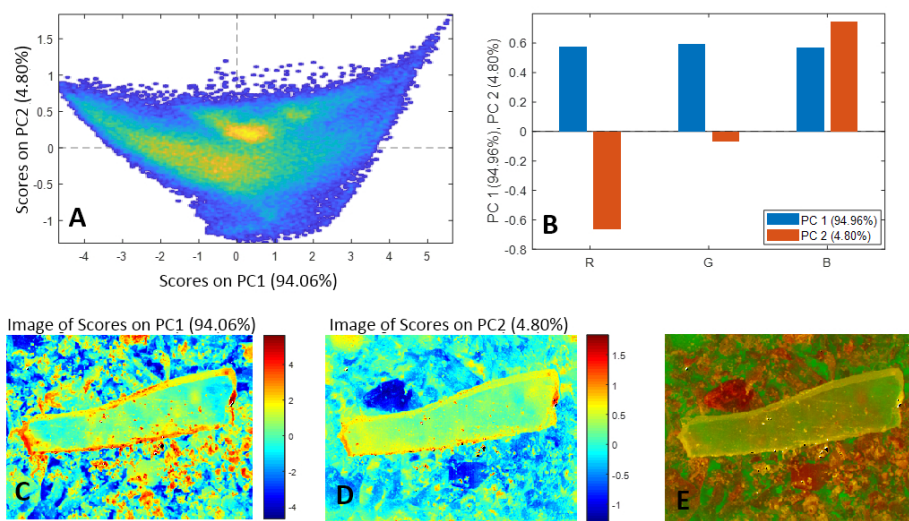 Scores on PC2 (4.80%)
1.5
1
0.5
0
-0.5
-1
A
-4
-3
-2
-1
0
1
2
3
4
5
Scores on PC1 (94.06%)
PC 1 (94.96%), PC 2 (4.80%)
0.6
0.4
0.2
0
-0.2
-0.4
-0.6
-0.8
B
PC 1 (94.96%)
PC 2 (4.80%)
R
G
B
Image of Scores on PC1 (94.06%)
C
4
2
0
-2
-4
Image of Scores on PC2 (4.80%)
D
1.5
1
0.5
0
-0.5
-1
E